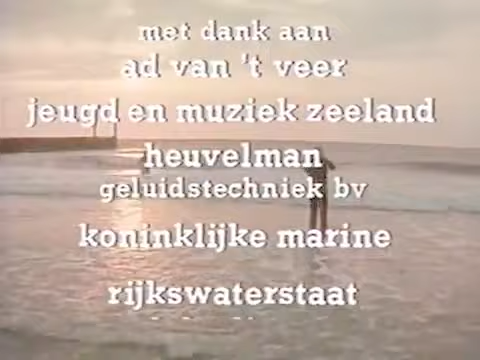 met dank aan
ad van 't veer
jeugd en muziek zeeland
heuvelman
geluidstechniek bv
koninklijke marine
rijkswaterstaat